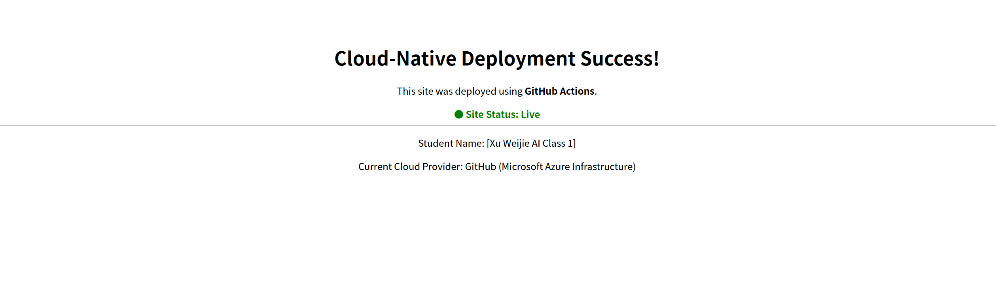 Cloud-Native Deployment Success!
This site was deployed using GitHub Actions.
Site Status: Live
Student Name: [Xu Weijie AI Class 1]
Current Cloud Provider: GitHub (Microsoft Azure Infrastructure)